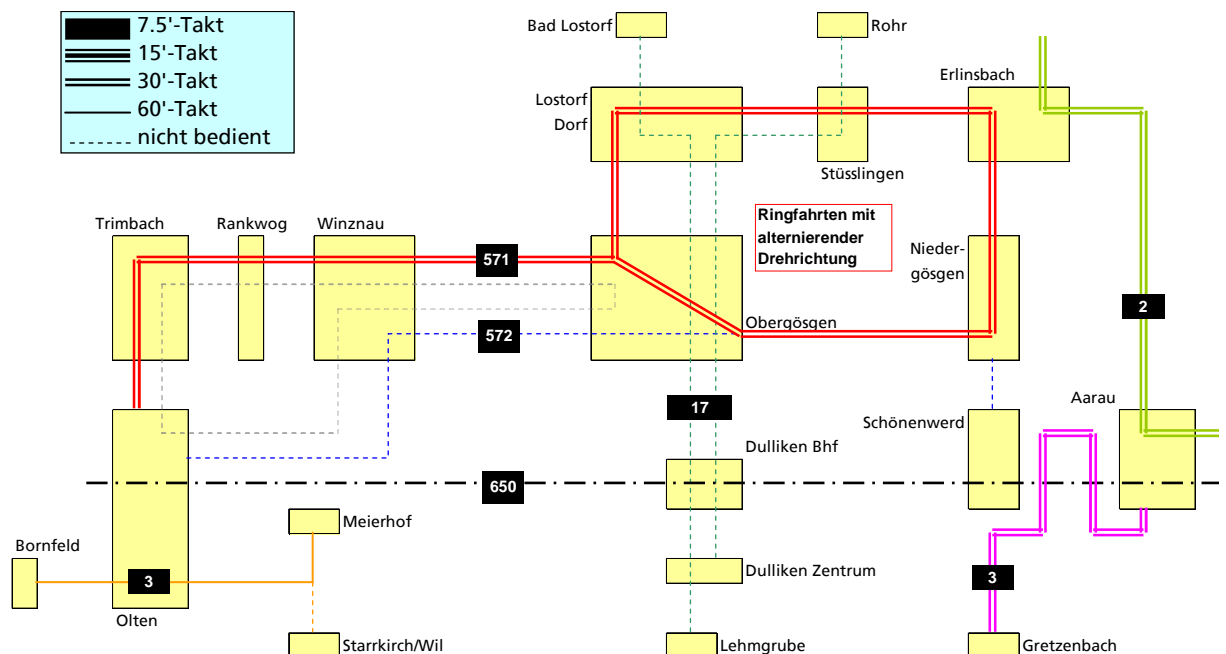 7.5'-Takt
15'-Takt
30'-Takt
60'-Takt
nicht bedient
Bad Lostorf
Rohr
Erlinsbach
Lostorf
Dorf
Stüsslingen
Trimbach
Rankwog
Winznau
Ringfahrten mit
alternierender
Drehrichtung
Nieder-
gösgen
571
2
Obergösgen
572
17
Schönenwerd
Aarau
Dulliken Bhf
650
Meierhof
Bornfeld
3
Dulliken Zentrum
3
Olten
Starrkirch/Wil
Lehmgrube
Gretzenbach